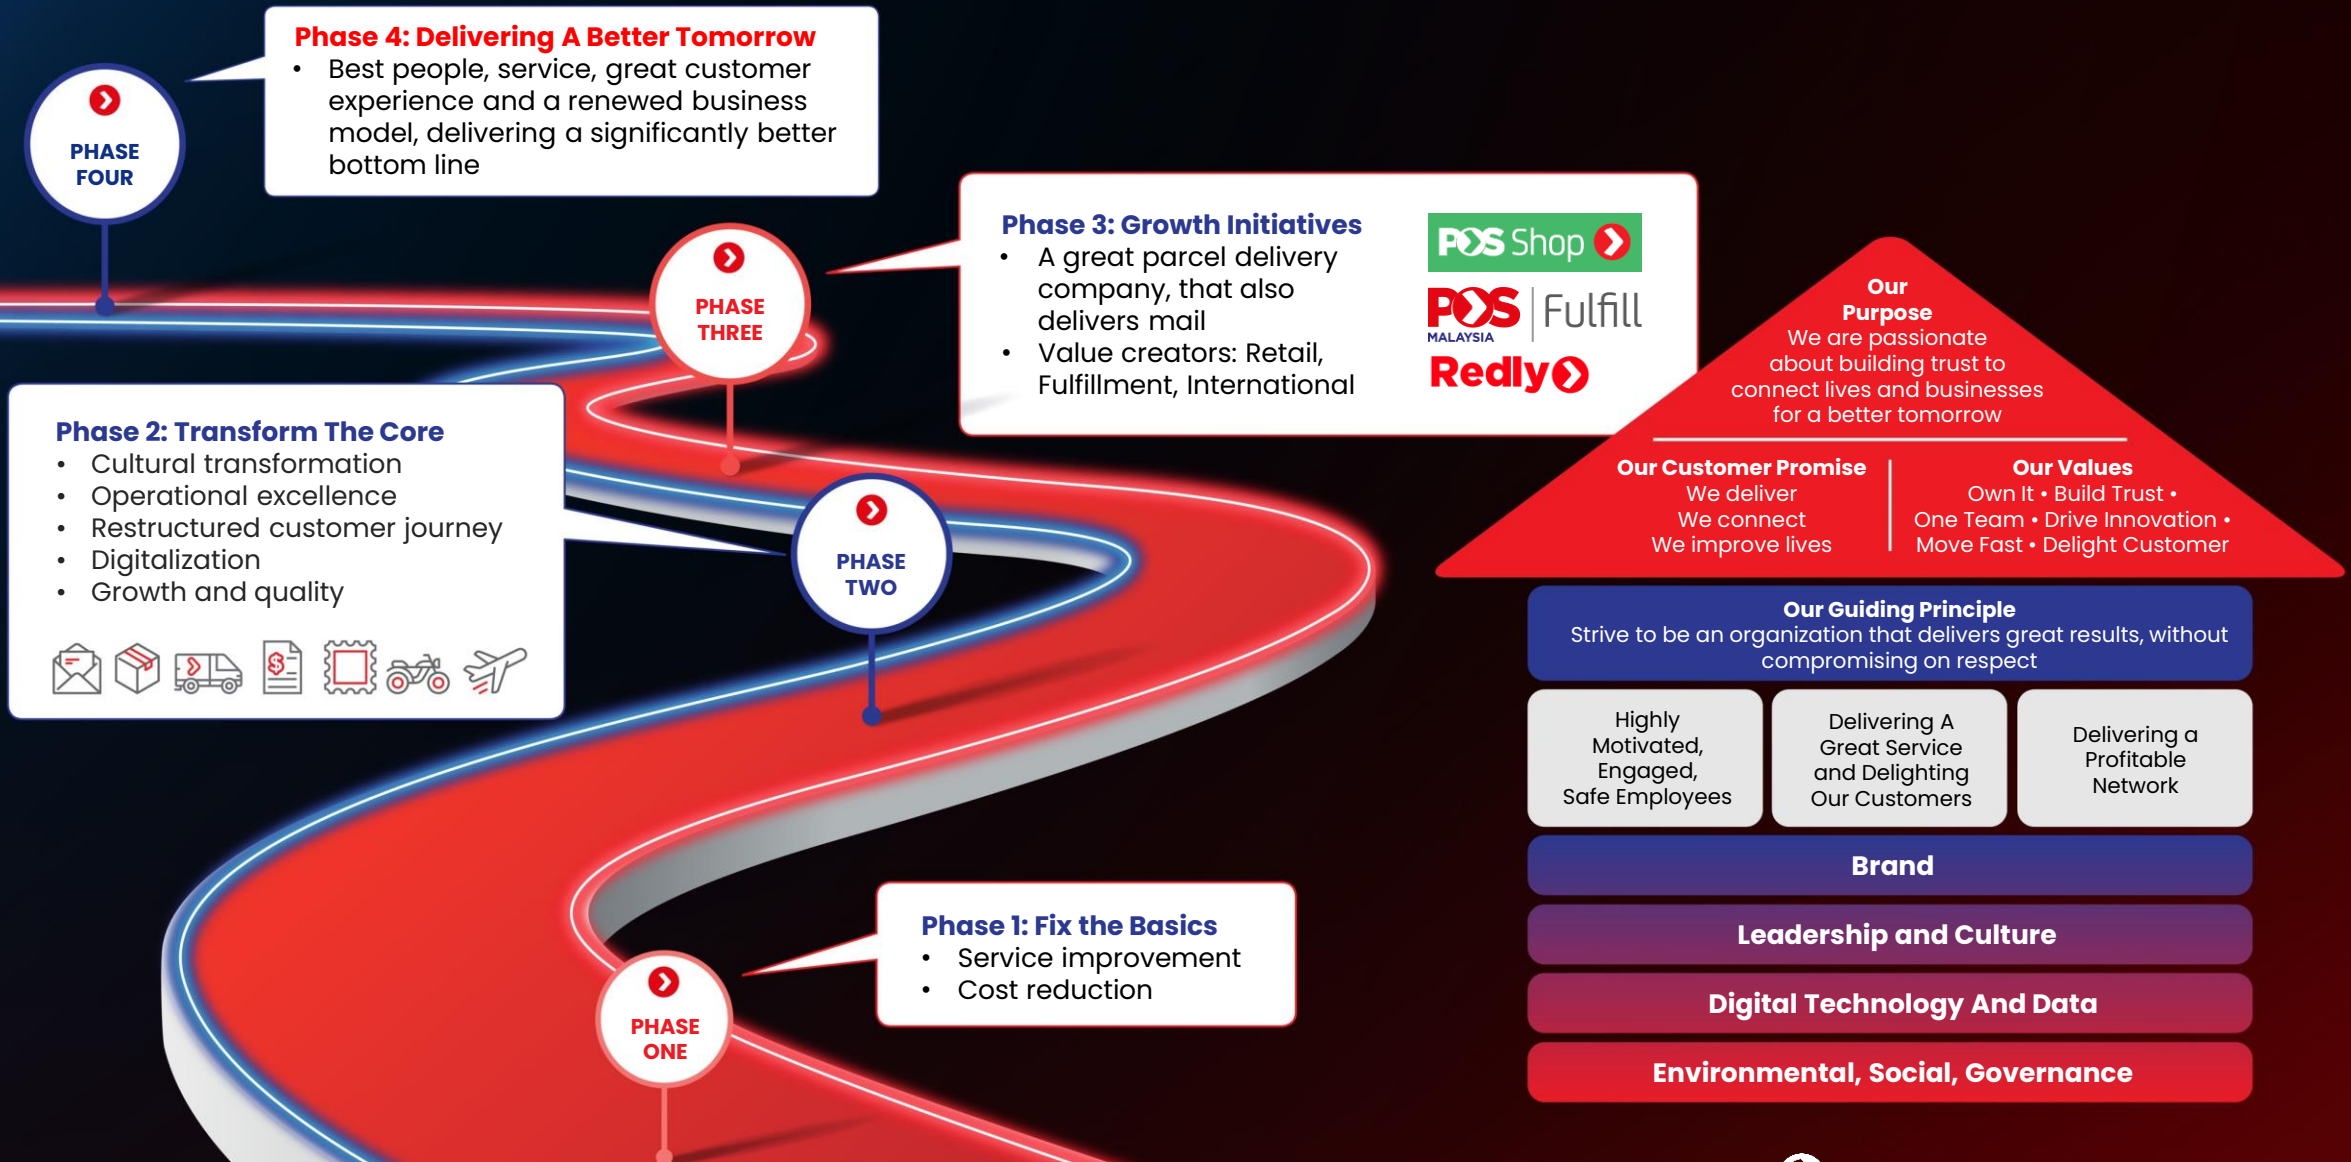 Phase 4: Delivering A Better Tomorrow
• Best people, service, great customer
experience and a renewed business
model, delivering a significantly better
bottom line
PHASE
FOUR
Phase 3: Growth Initiatives
• A great parcel delivery
company, that also
delivers mail
• Value creators: Retail,
Fulfillment, International
POS Shop
POS MALAYSIA | Fulfill
Redly
PHASE
THREE
Phase 2: Transform The Core
• Cultural transformation
• Operational excellence
• Restructured customer journey
• Digitalization
• Growth and quality
$
PHASE
TWO
Phase 1: Fix the Basics
• Service improvement
• Cost reduction
PHASE
ONE
Our
Purpose
We are passionate
about building trust to
connect lives and businesses
for a better tomorrow
Our Customer Promise
We deliver
We connect
We improve lives
Our Values
Own It • Build Trust •
One Team • Drive Innovation •
Move Fast • Delight Customer
Our Guiding Principle
Strive to be an organization that delivers great results, without
compromising on respect
Highly
Motivated,
Engaged,
Safe Employees
Delivering A
Great Service
and Delighting
Our Customers
Delivering a
Profitable
Network
Brand
Leadership and Culture
Digital Technology And Data
Environmental, Social, Governance